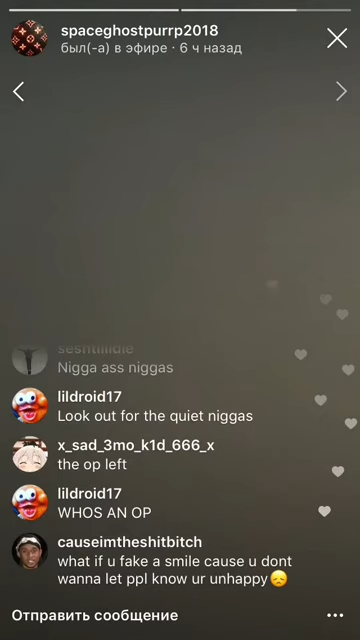 spaceghostpurrp2018
был(-а) в эфире · 6 ч назад
seshtillidie
Nigga ass niggas
lildroid17
Look out for the quiet niggas
x_sad_3mo_k1d_666_x
the op left
lildroid17
WHOS AN OP
causeimtheshitbitch
what if u fake a smile cause u dont
wanna let ppl know ur unhappy😞
Отправить сообщение